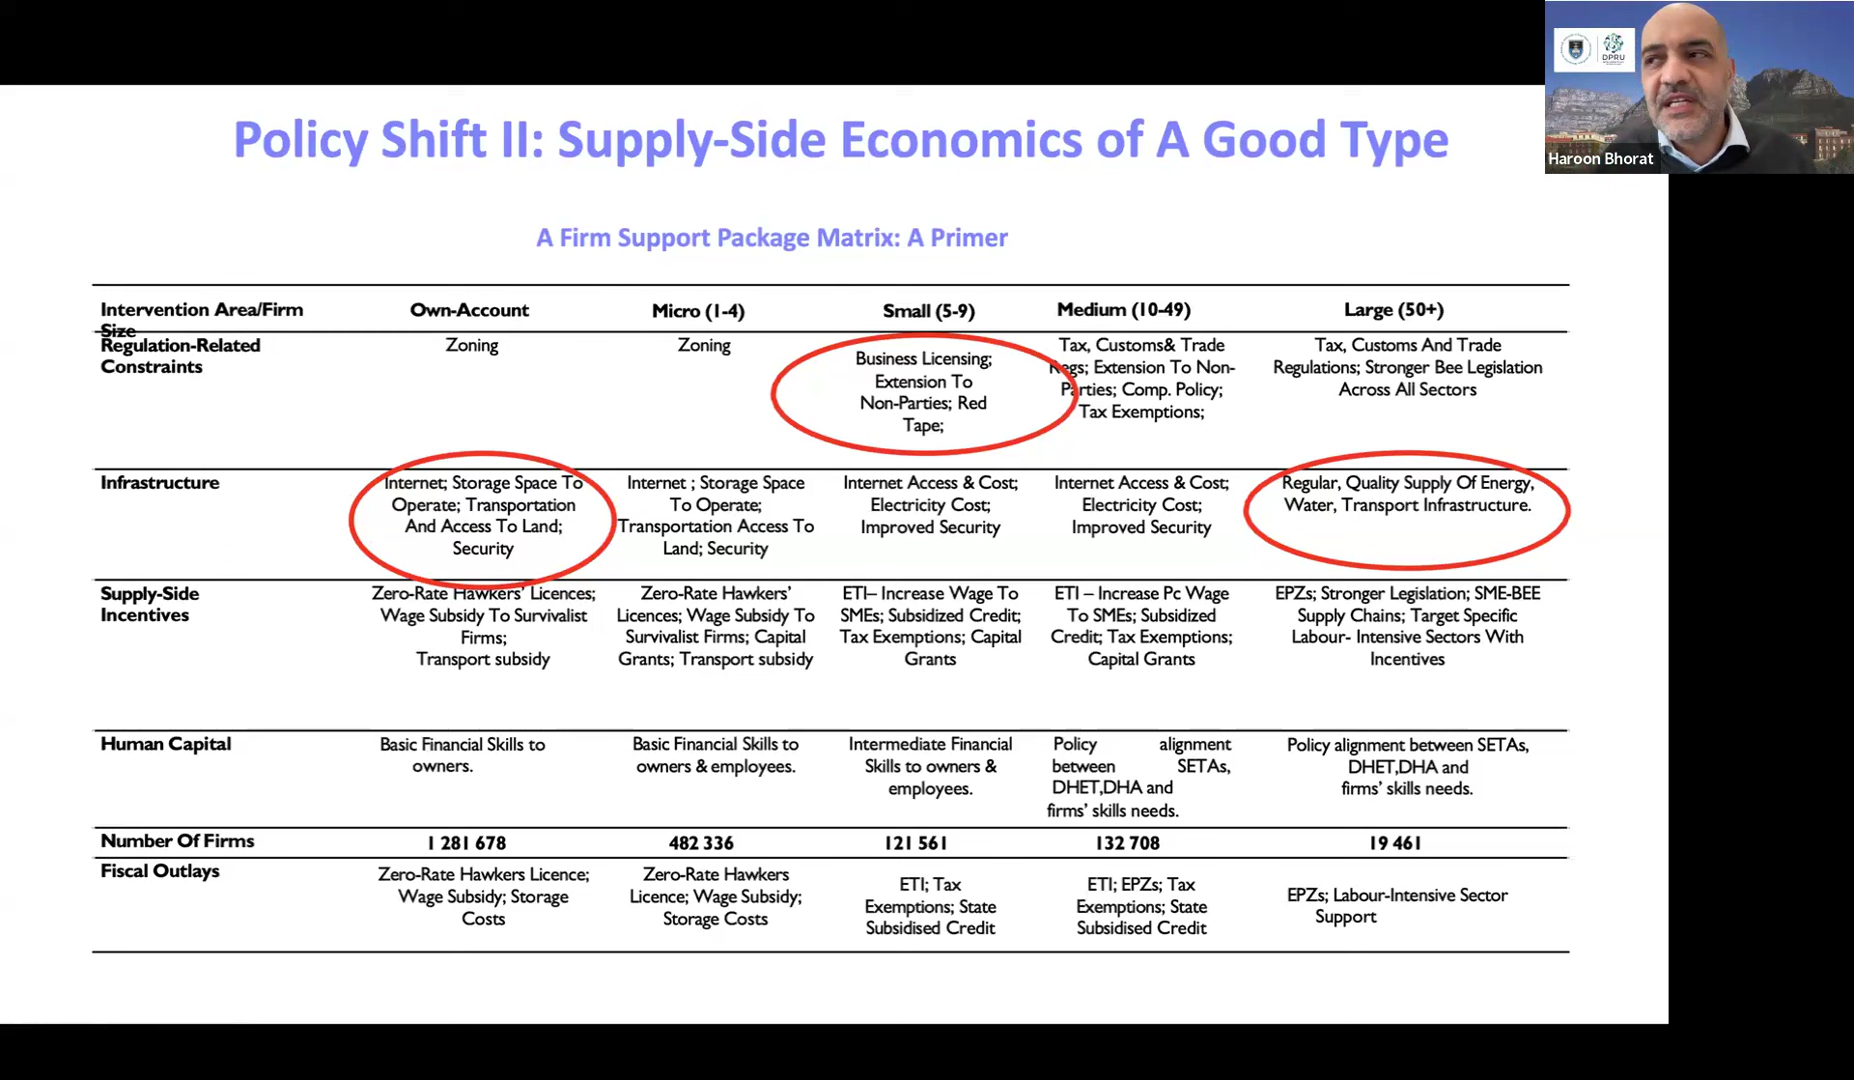 DPRU
Haroon Bhorat
Policy Shift II: Supply-Side Economics of A Good Type
A Firm Support Package Matrix: A Primer
Intervention Area/Firm
Size
Own-Account
Micro (1-4)
Small (5-9)
Medium (10-49)
Large (50+)
Regulation-Related
Constraints
Zoning
Zoning
Business Licensing;
Extension To
Non-Parties; Red
Tape;
Tax, Customs& Trade
Regs; Extension To Non-
Parties; Comp. Policy;
Tax Exemptions;
Tax, Customs And Trade
Regulations; Stronger Bee Legislation
Across All Sectors
Infrastructure
Internet; Storage Space To
Operate; Transportation
And Access To Land;
Security
Internet ; Storage Space
To Operate;
Transportation Access To
Land; Security
Internet Access & Cost;
Electricity Cost;
Improved Security
Internet Access & Cost;
Electricity Cost;
Improved Security
Regular, Quality Supply Of Energy,
Water, Transport Infrastructure.
Supply-Side
Incentives
Zero-Rate Hawkers' Licences;
Wage Subsidy To Survivalist
Firms;
Transport subsidy
Zero-Rate Hawkers'
Licences; Wage Subsidy To
Survivalist Firms; Capital
Grants; Transport subsidy
ETI– Increase Wage To
SMEs; Subsidized Credit;
Tax Exemptions; Capital
Grants
ETI – Increase Pc Wage
To SMEs; Subsidized
Credit; Tax Exemptions;
Capital Grants
EPZs; Stronger Legislation; SME-BEE
Supply Chains; Target Specific
Labour- Intensive Sectors With
Incentives
Human Capital
Basic Financial Skills to
owners.
Basic Financial Skills to
owners & employees.
Intermediate Financial
Skills to owners &
employees.
Policy alignment
between SETAs,
DHET,DHA and
firms' skills needs.
Policy alignment between SETAs,
DHET,DHA and
firms' skills needs.
Number Of Firms
1 281 678
482 336
121 561
132 708
19 461
Fiscal Outlays
Zero-Rate Hawkers Licence;
Wage Subsidy; Storage
Costs
Zero-Rate Hawkers
Licence; Wage Subsidy;
Storage Costs
ETI; Tax
Exemptions; State
Subsidised Credit
ETI; EPZs; Tax
Exemptions; State
Subsidised Credit
EPZs; Labour-Intensive Sector
Support